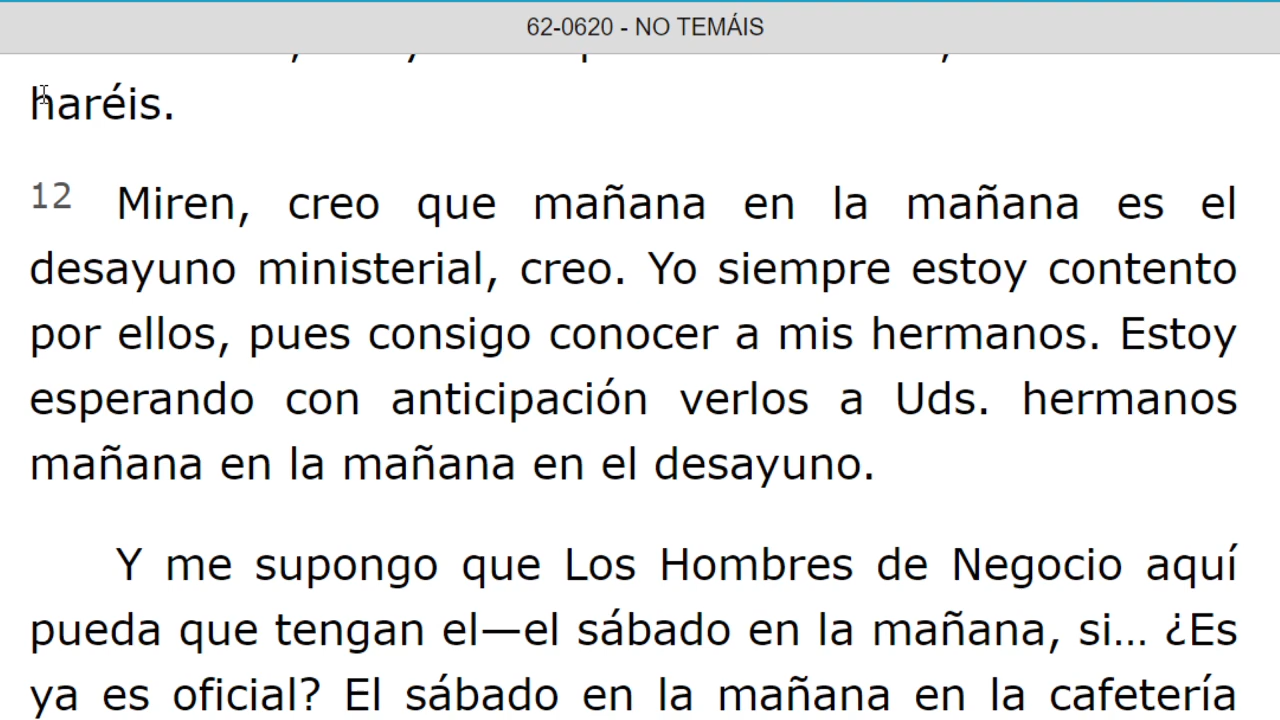 62-0620 - NO TEMÁIS
haréis.
12 Miren, creo que mañana en la mañana es el
desayuno ministerial, creo. Yo siempre estoy contento
por ellos, pues consigo conocer a mis hermanos. Estoy
esperando con anticipación verlos a Uds. hermanos
mañana en la mañana en el desayuno.
Y me supongo que Los Hombres de Negocio aquí
pueda que tengan el—el sábado en la mañana, si... ¿Es
ya es oficial? El sábado en la mañana en la cafetería